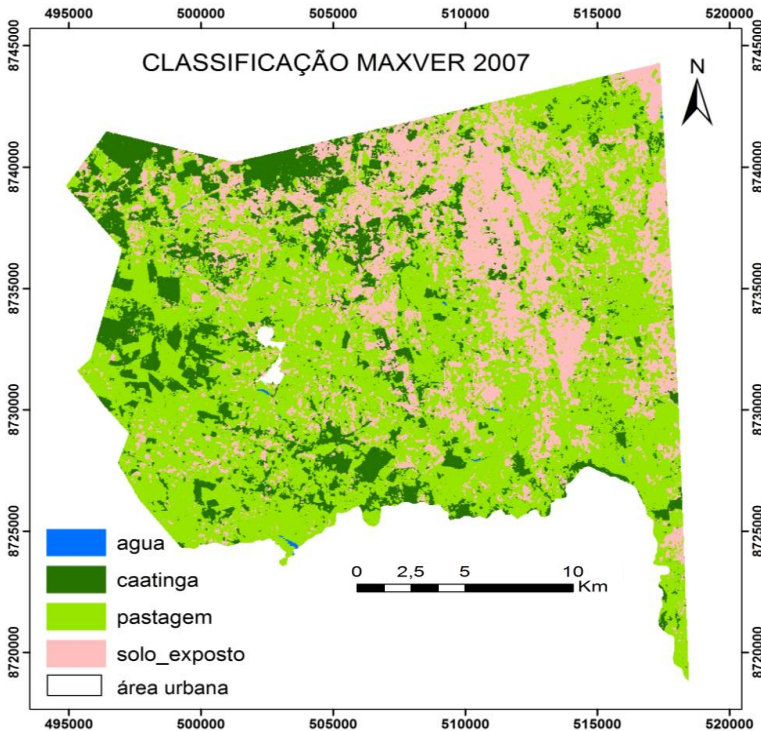 495000 500000 505000 510000 515000 520000
8745000
8740000
8735000
8730000
8725000
8720000
CLASSIFICAÇÃO MAXVER 2007
N
8745000
8740000
8735000
8730000
8725000
8720000
agua
caatinga
pastagem
solo_exposto
área urbana
0 2,5 5 10
Km
495000 500000 505000 510000 515000 520000